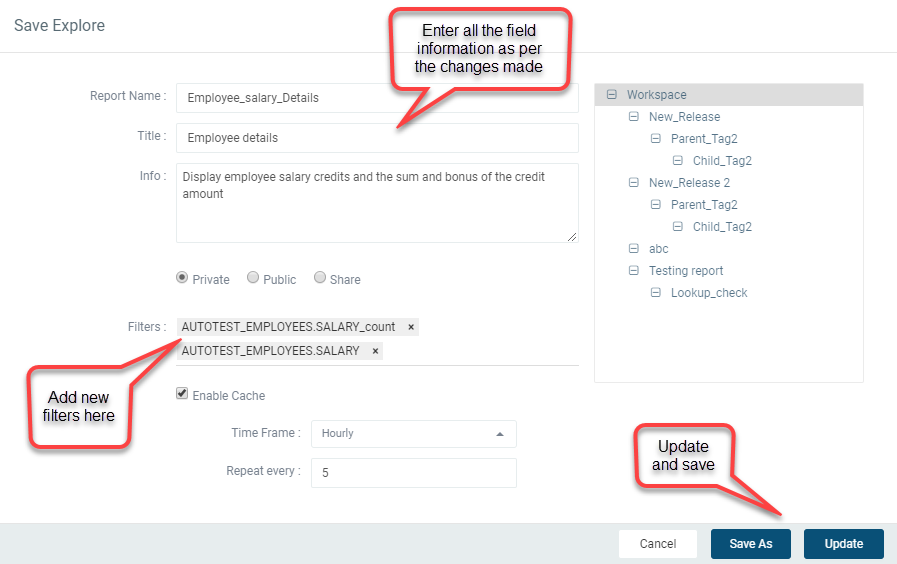 Save Explore
Enter all the field
information as per
the changes made
Report Name :
Employee_salary_Details
Title :
Employee details
Info :
Display employee salary credits and the sum and bonus of the credit
amount
Private
Public
Share
Filters :
AUTOTEST_EMPLOYEES.SALARY_count ×
AUTOTEST_EMPLOYEES.SALARY ×
Add new
filters here
Enable Cache
Time Frame :
Hourly
Repeat every :
5
Workspace
New_Release
Parent_Tag2
Child_Tag2
New_Release 2
Parent_Tag2
Child_Tag2
abc
Testing report
Lookup_check
Update
and save
Cancel
Save As
Update